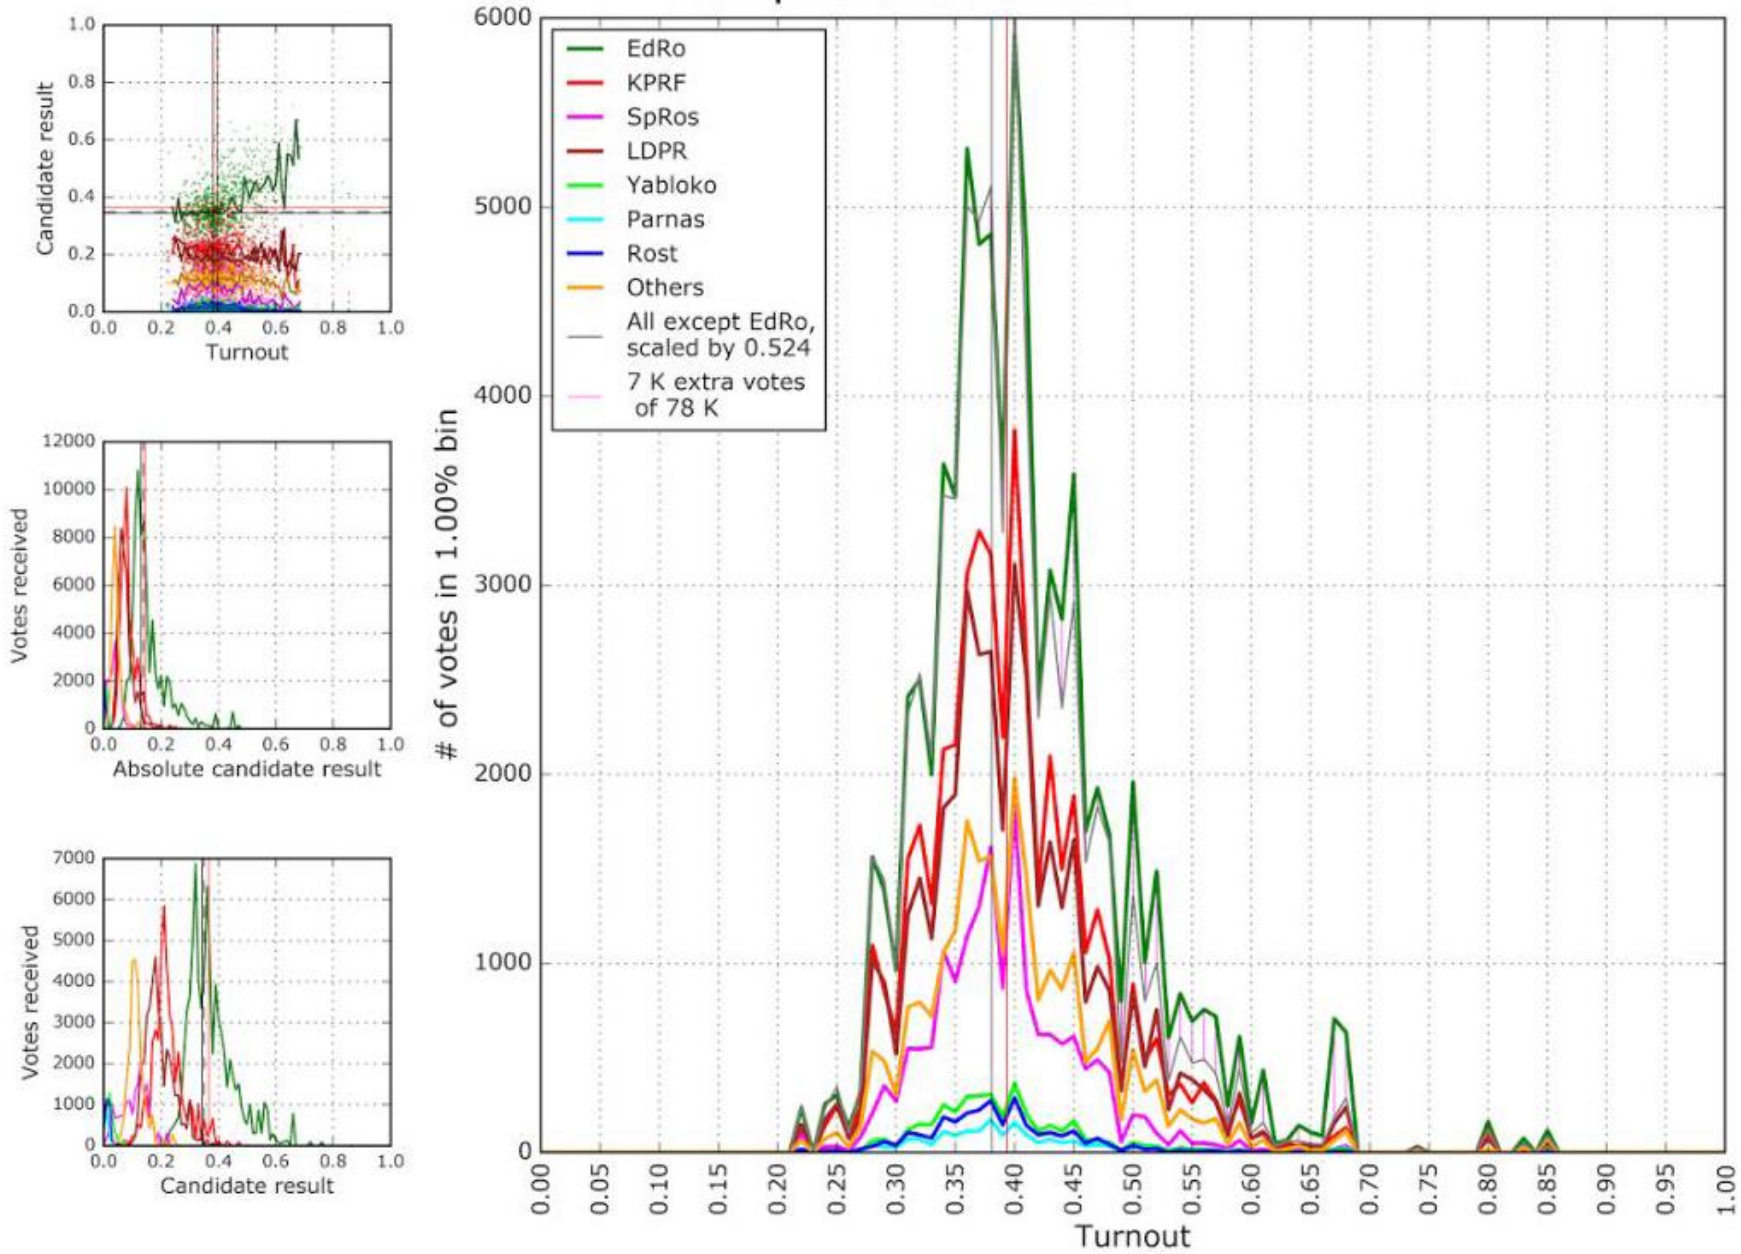 1.0
0.8
0.6
0.4
0.2
0.0
Candidate result
0.0 0.2 0.4 0.6 0.8 1.0
Turnout
12000
10000
8000
6000
4000
2000
0
Votes received
0.0 0.2 0.4 0.6 0.8 1.0
Absolute candidate result
7000
6000
5000
4000
3000
2000
1000
0
Votes received
0.0 0.2 0.4 0.6 0.8 1.0
Candidate result
6000
5000
4000
3000
2000
1000
0
# of votes in 1.00% bin
EdRo
KPRF
SpRos
LDPR
Yabloko
Parnas
Rost
Others
All except EdRo,
scaled by 0.524
7 K extra votes
of 78 K
0.00 0.05 0.10 0.15 0.20 0.25 0.30 0.35 0.40 0.45 0.50 0.55 0.60 0.65 0.70 0.75 0.80 0.85 0.90 0.95 1.00
Turnout